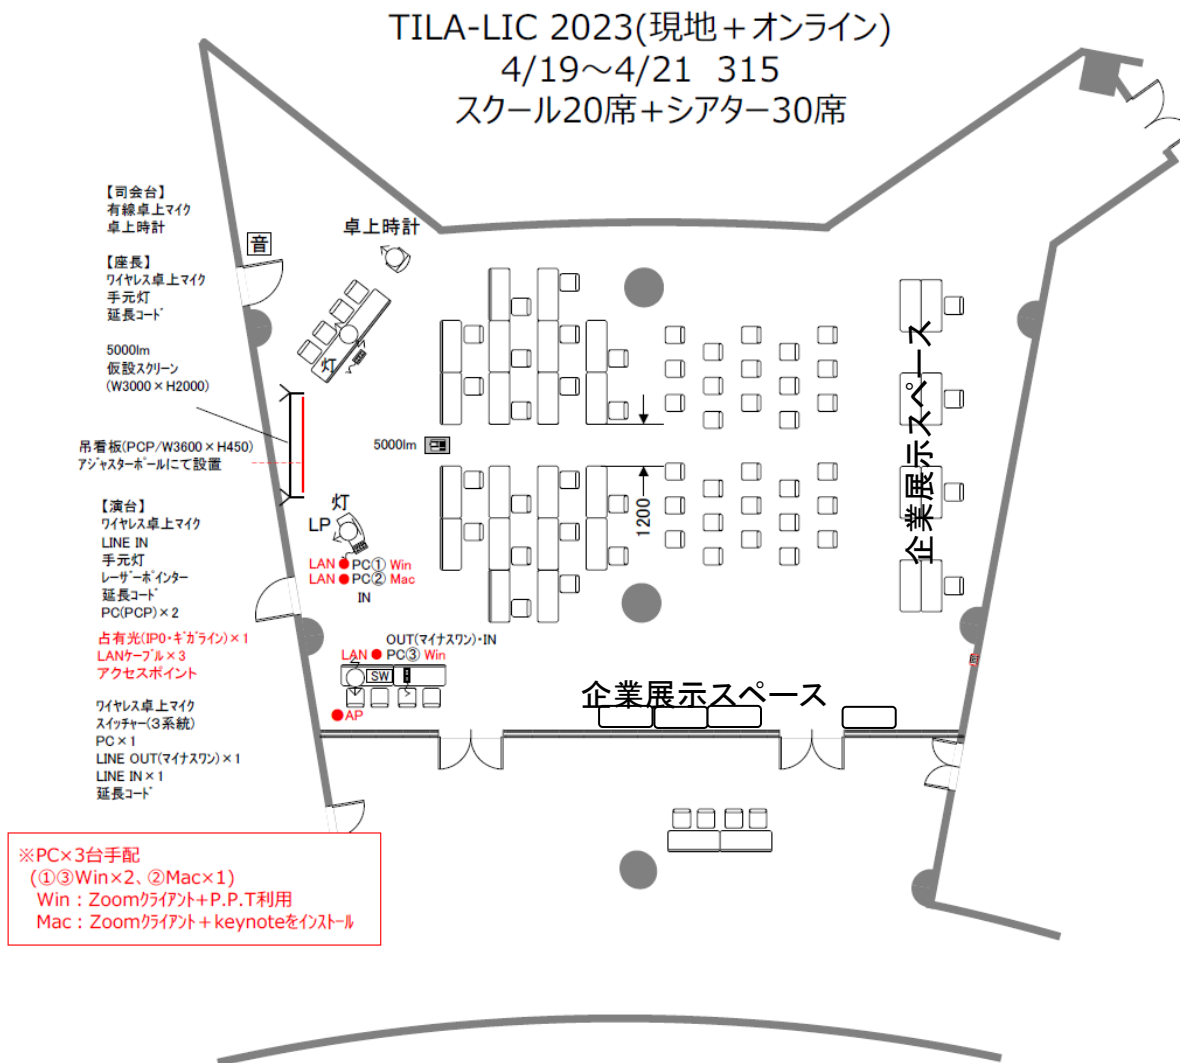 TILA-LIC 2023(現地＋オンライン)
4/19～4/21 315
スクール20席＋シアター30席
【司会台】
有線卓上マイク
卓上時計
【座長】
ワイヤレス卓上マイク
手元灯
延長コｰﾄﾞ
5000lm
仮設スクリーン
(W3000×H2000)
吊看板(PCP/W3600×H450)
アジャスターポールにて設置
【演台】
ワイヤレス卓上マイク
LINE IN
手元灯
レーザーポインター
延長コｰﾄﾞ
PC(PCP)×2
占有光(IP0・ｷﾞｶﾞライン)×1
LANケｰﾌﾞﾙ×3
アクセスポイント
ワイヤレス卓上マイク
スイッチャー(3系統)
PC×1
LINE OUT(マイナスワン)×1
LINE IN×1
延長コｰﾄﾞ
音
卓上時計
灯
5000lm
灯
LP
LAN PC① Win
LAN PC② Mac
IN
OUT(マイナスワン)・IN
LAN PC③ Win
SW
AP
1200
企業展示スペース
企業展示スペース
※PC×3台手配
(①③Win×2、②Mac×1)
Win：Zoomｸﾗｲｱﾝﾄ+P.P.T利用
Mac：Zoomｸﾗｲｱﾝﾄ＋keynoteをｲﾝｽﾄｰﾙ